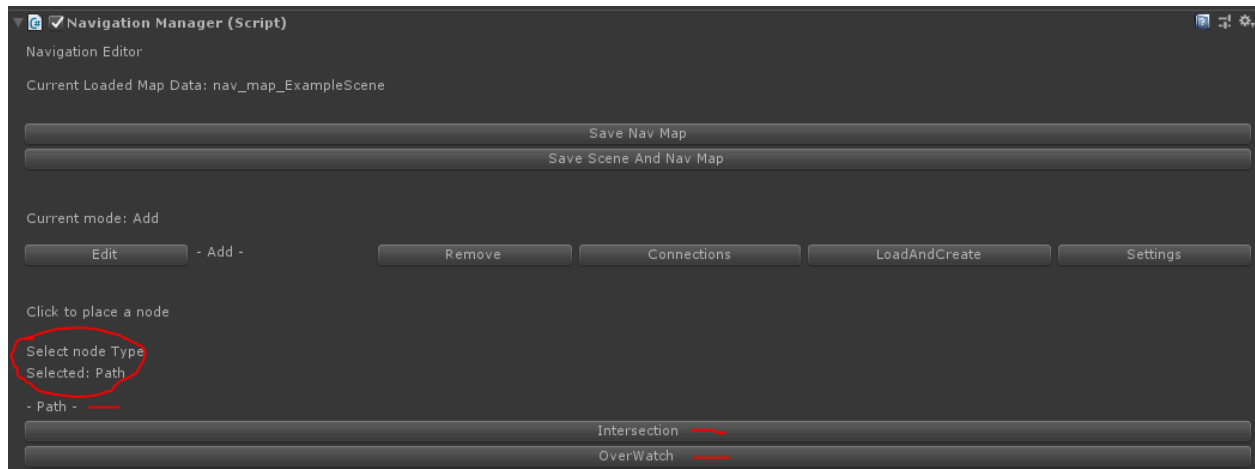 Navigation Manager (Script)
Navigation Editor
Current Loaded Map Data: nav_map_ExampleScene
Save Nav Map
Save Scene And Nav Map
Current mode: Add
Edit - Add - Remove Connections LoadAndCreate Settings
Click to place a node
Select node Type
Selected: Path
- Path -
Intersection
OverWatch